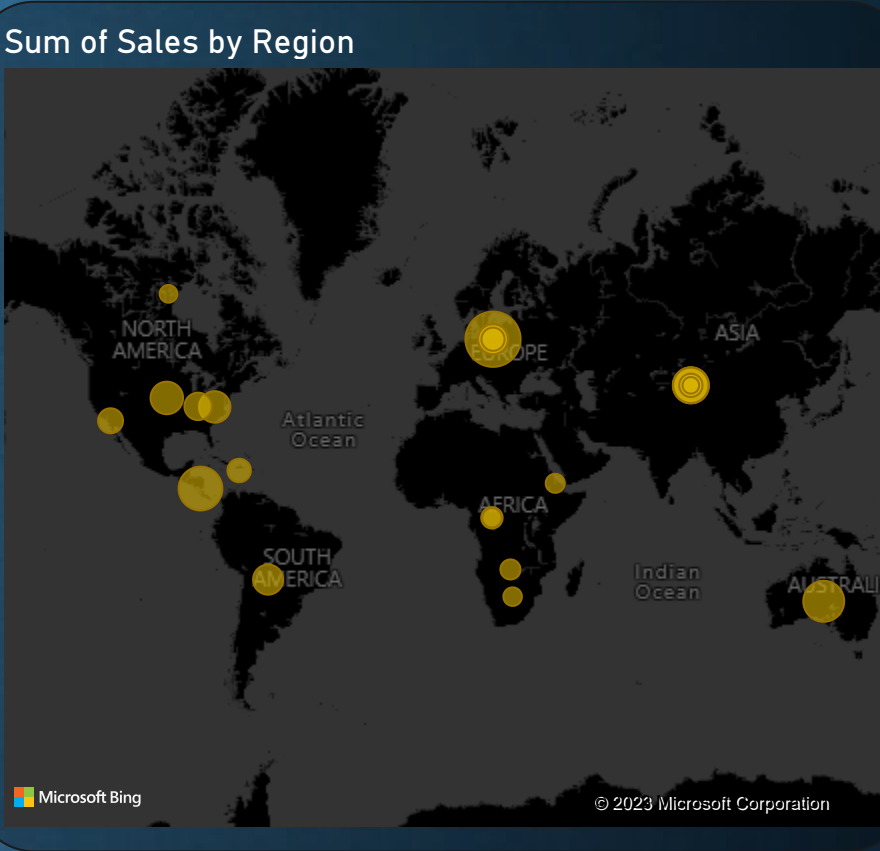 Sum of Sales by Region
NORTH
AMERICA
EUROPE
ASIA
Atlantic
Ocean
AFRICA
SOUTH
AMERICA
Indian
Ocean
AUSTRALI
Microsoft Bing
© 2023 Microsoft Corporation